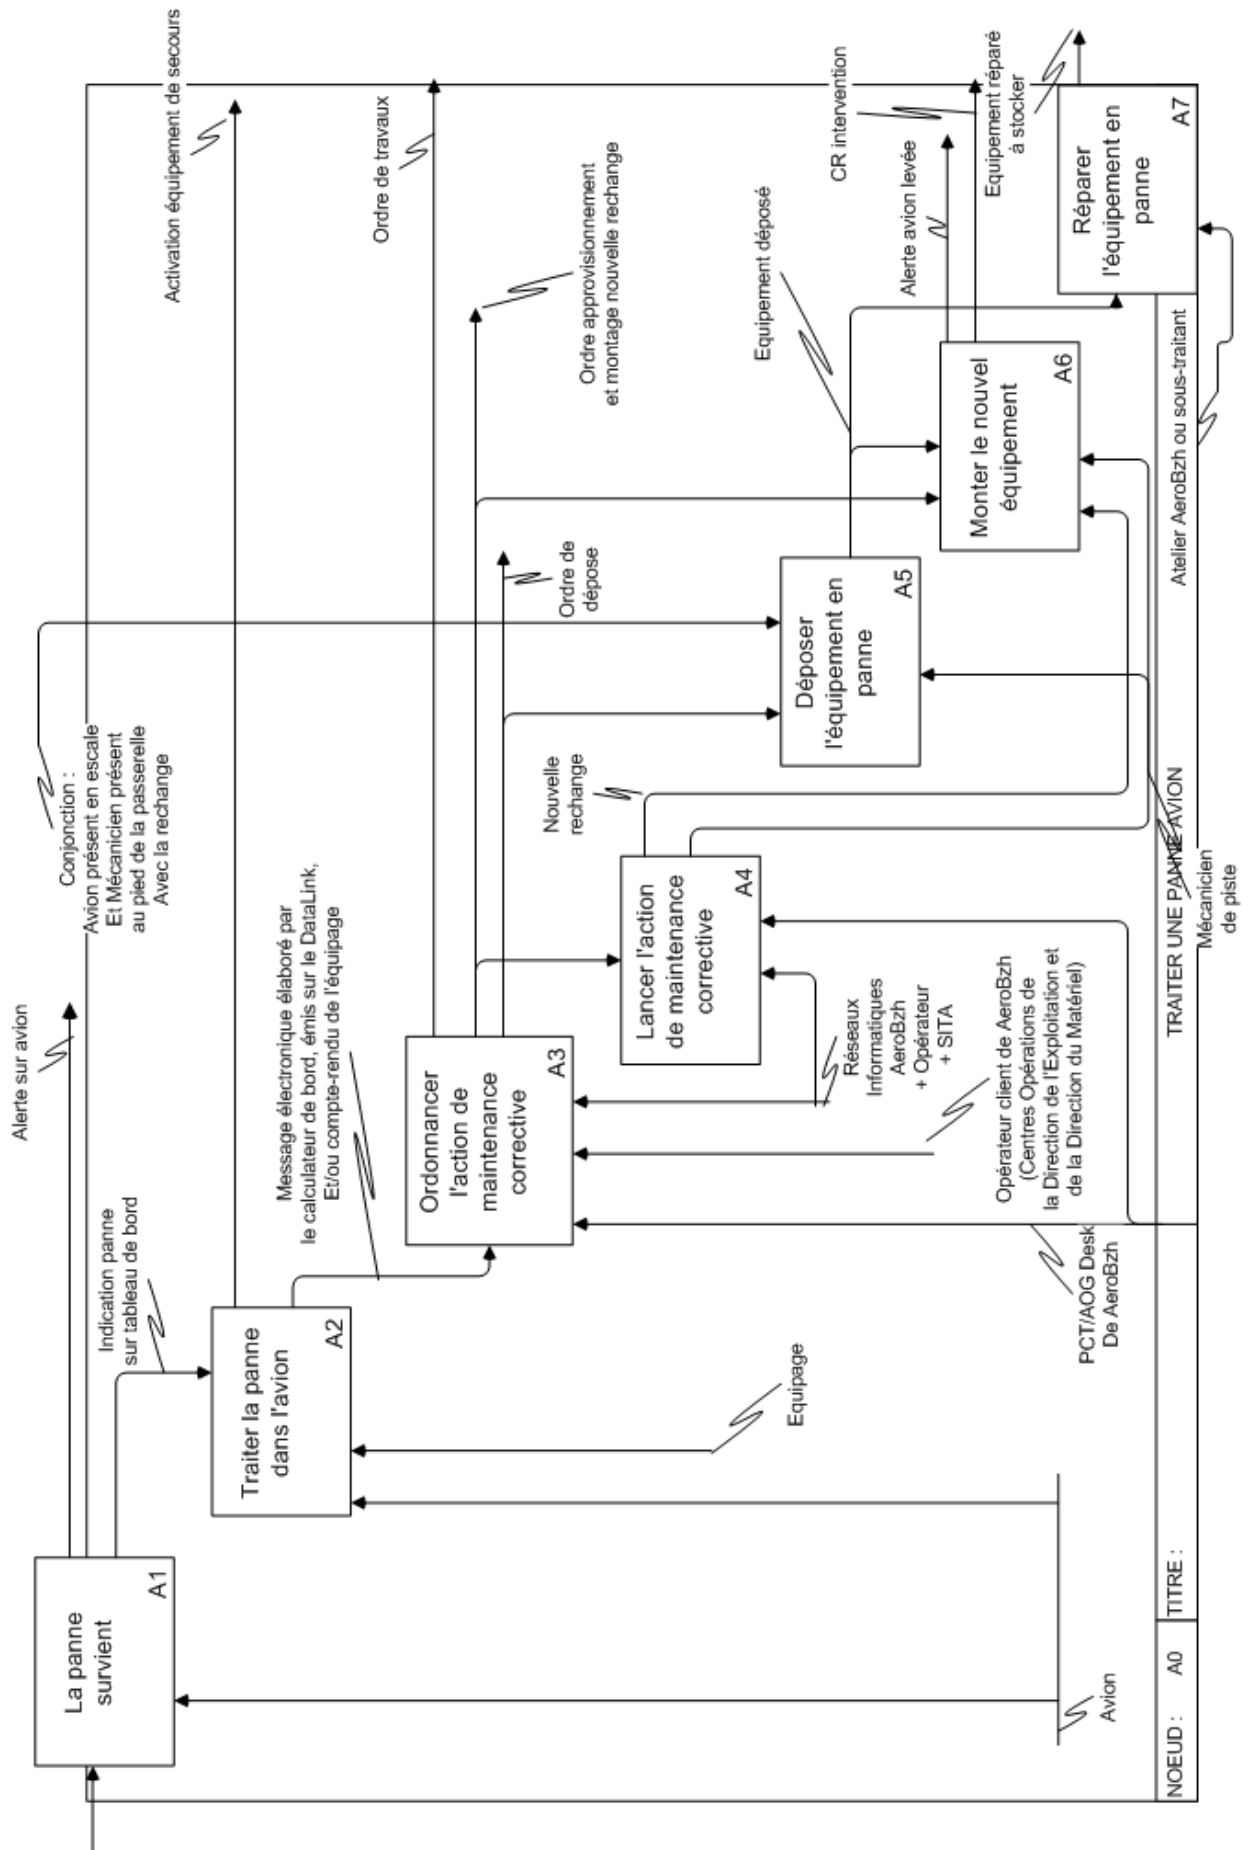 Alerte sur avion
Conjonction :
Avion présent en escale
Et Mécanicien présent
au pied de la passerelle
Avec la rechange
Activation équipement de secours
La panne
survient
A1
Indication panne
sur tableau de bord
Traiter la panne
dans l'avion
A2
Message électronique élaboré par
le calculateur de bord, émis sur le DataLink,
Et/ou compte-rendu de l'équipage
Ordre de travaux
Ordonnancer
l'action de
maintenance
corrective
A3
Ordre approvisionnement
et montage nouvelle rechange
Ordre de
dépose
Nouvelle
rechange
Lancer l'action
de maintenance
corrective
A4
Déposer
l'équipement en
panne
A5
Equipement déposé
CR intervention
Alerte avion levée
Monter le nouvel
équipement
A6
Equipement réparé
à stocker
Réparer
l'équipement en
panne
A7
Equipage
Réseaux
Informatiques
AeroBzh
+ Opérateur
+ SITA
Opérateur client de AeroBzh
(Centres Opérations de
la Direction de l'Exploitation et
de la Direction du Matériel)
PCT/AOG Desk
De AeroBzh
Avion
Atelier AeroBzh ou sous-traitant
Mécanicien
de piste
NOEUD : A0
TITRE : TRAITER UNE PANNE AVION